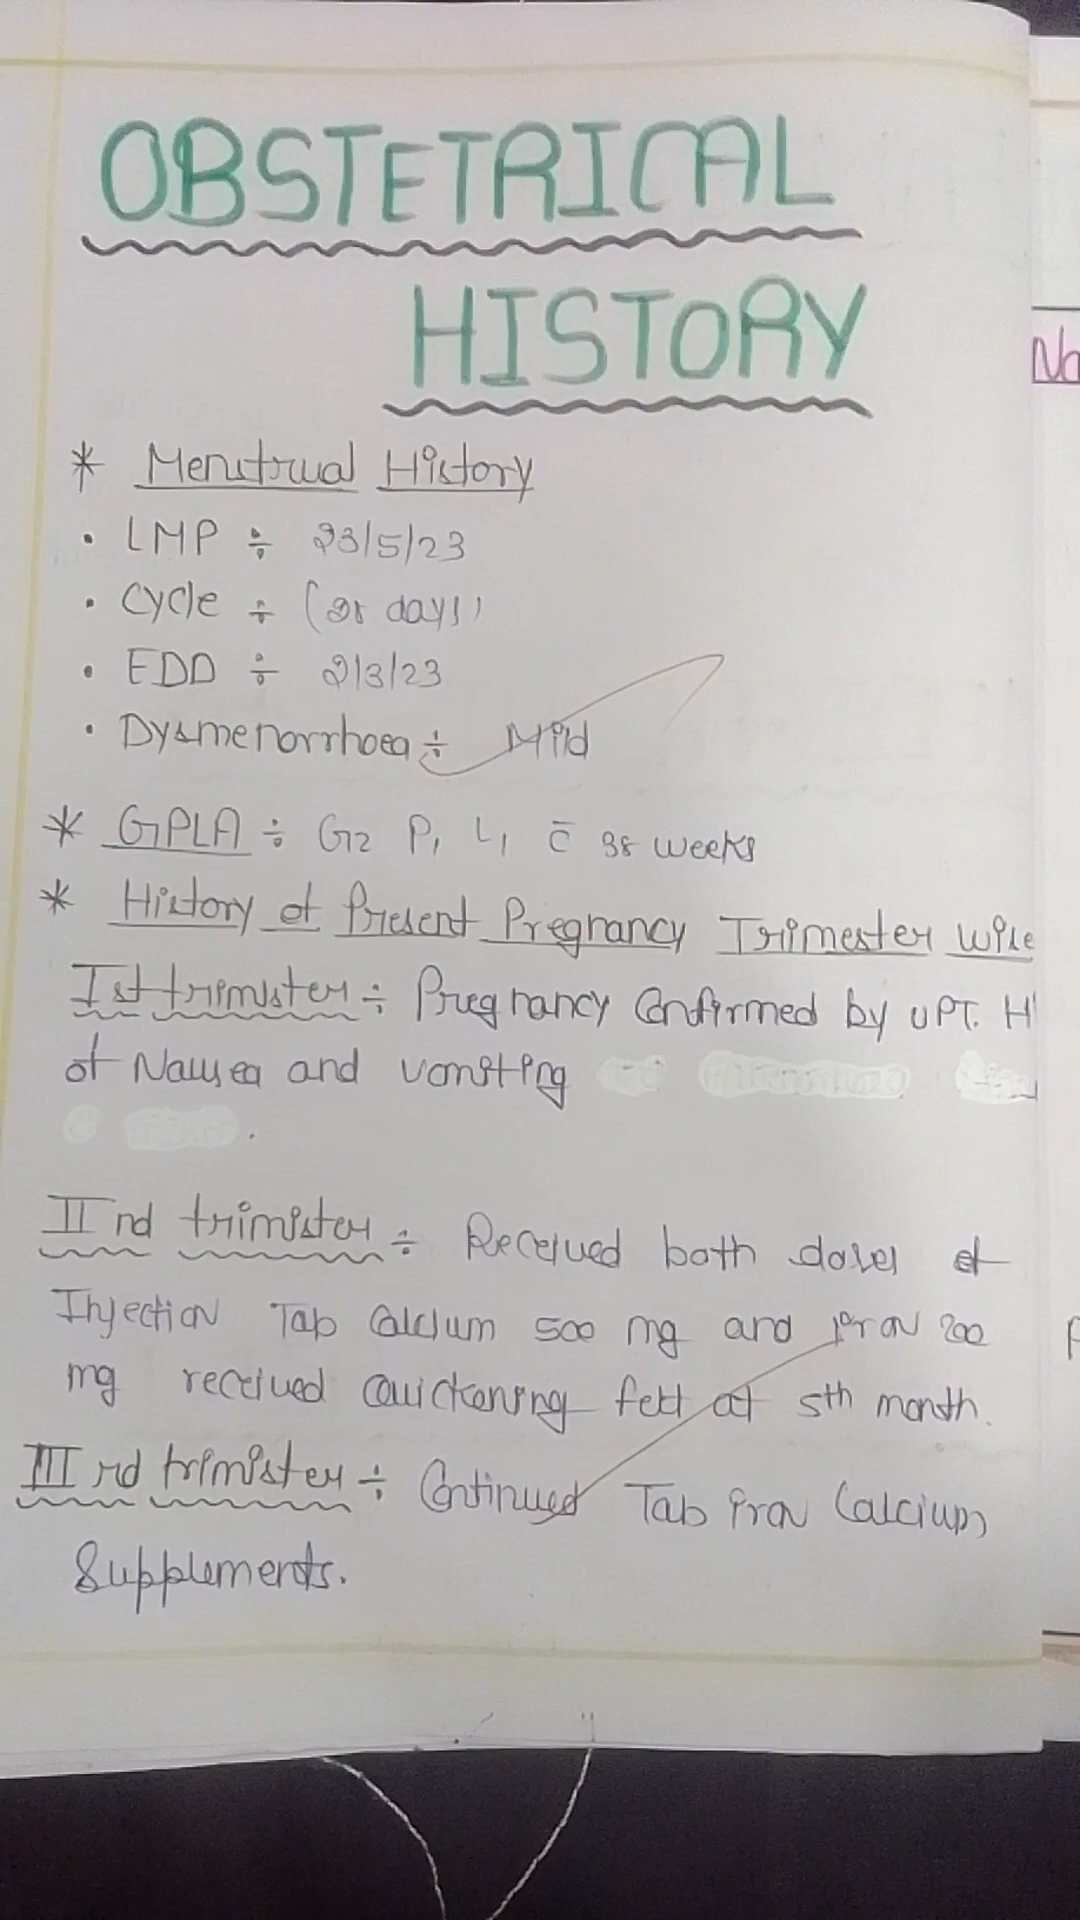 OBSTETRICAL
HISTORY
* Menstrual History
• LMP ÷ 23/5/23
• Cycle ÷ (28 days)
• EDD ÷ 2/3/23
• Dysmenorrhoea ÷ Mild
* GPLA ÷ G2 P1 L1 c̄ 38 weeks
* History of Present Pregnancy Trimester wise
Ist trimister ÷ Pregnancy Confirmed by UPT. H
of Nausea and vomiting
IInd trimister ÷ Received both doses of
Injection Tab Calcium 500 mg and iron 200
mg received Quickening felt at 5th month.
IIIrd trimister ÷ Continued Tab iron Calcium
Supplements.
No